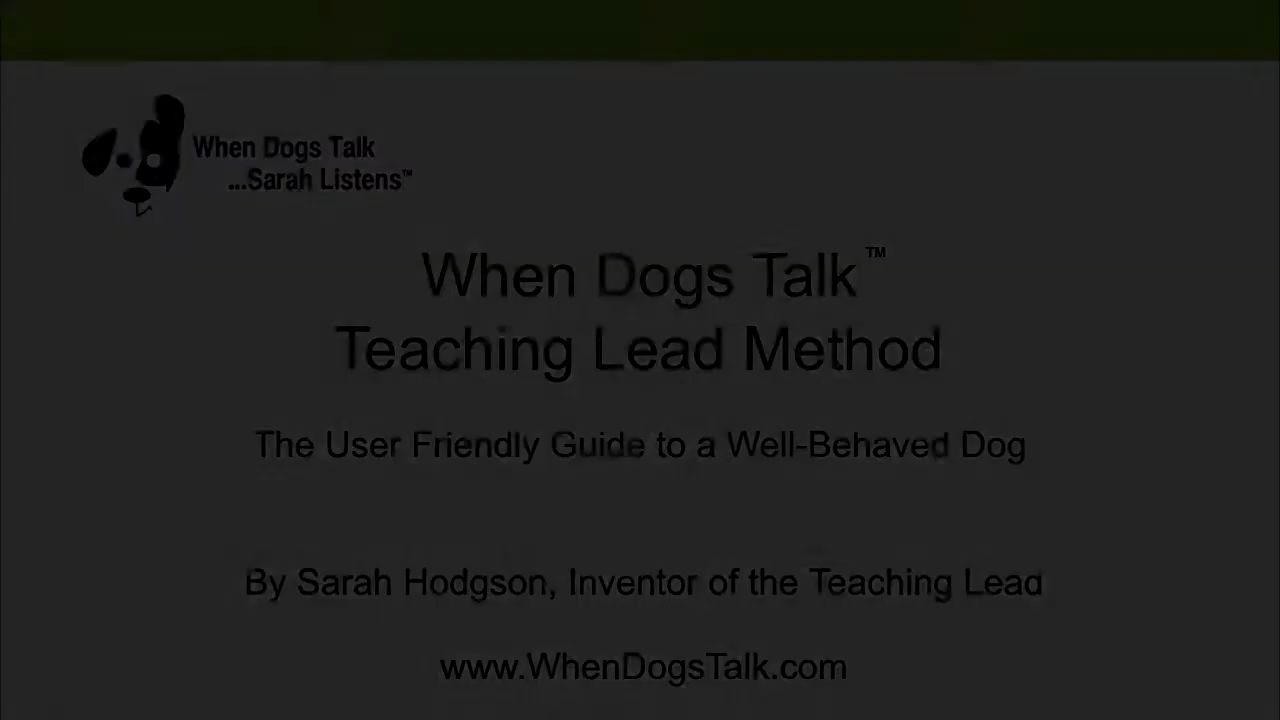 When Dogs Talk
...Sarah Listens™
When Dogs Talk™
Teaching Lead Method
The User Friendly Guide to a Well-Behaved Dog
By Sarah Hodgson, Inventor of the Teaching Lead
www.WhenDogsTalk.com